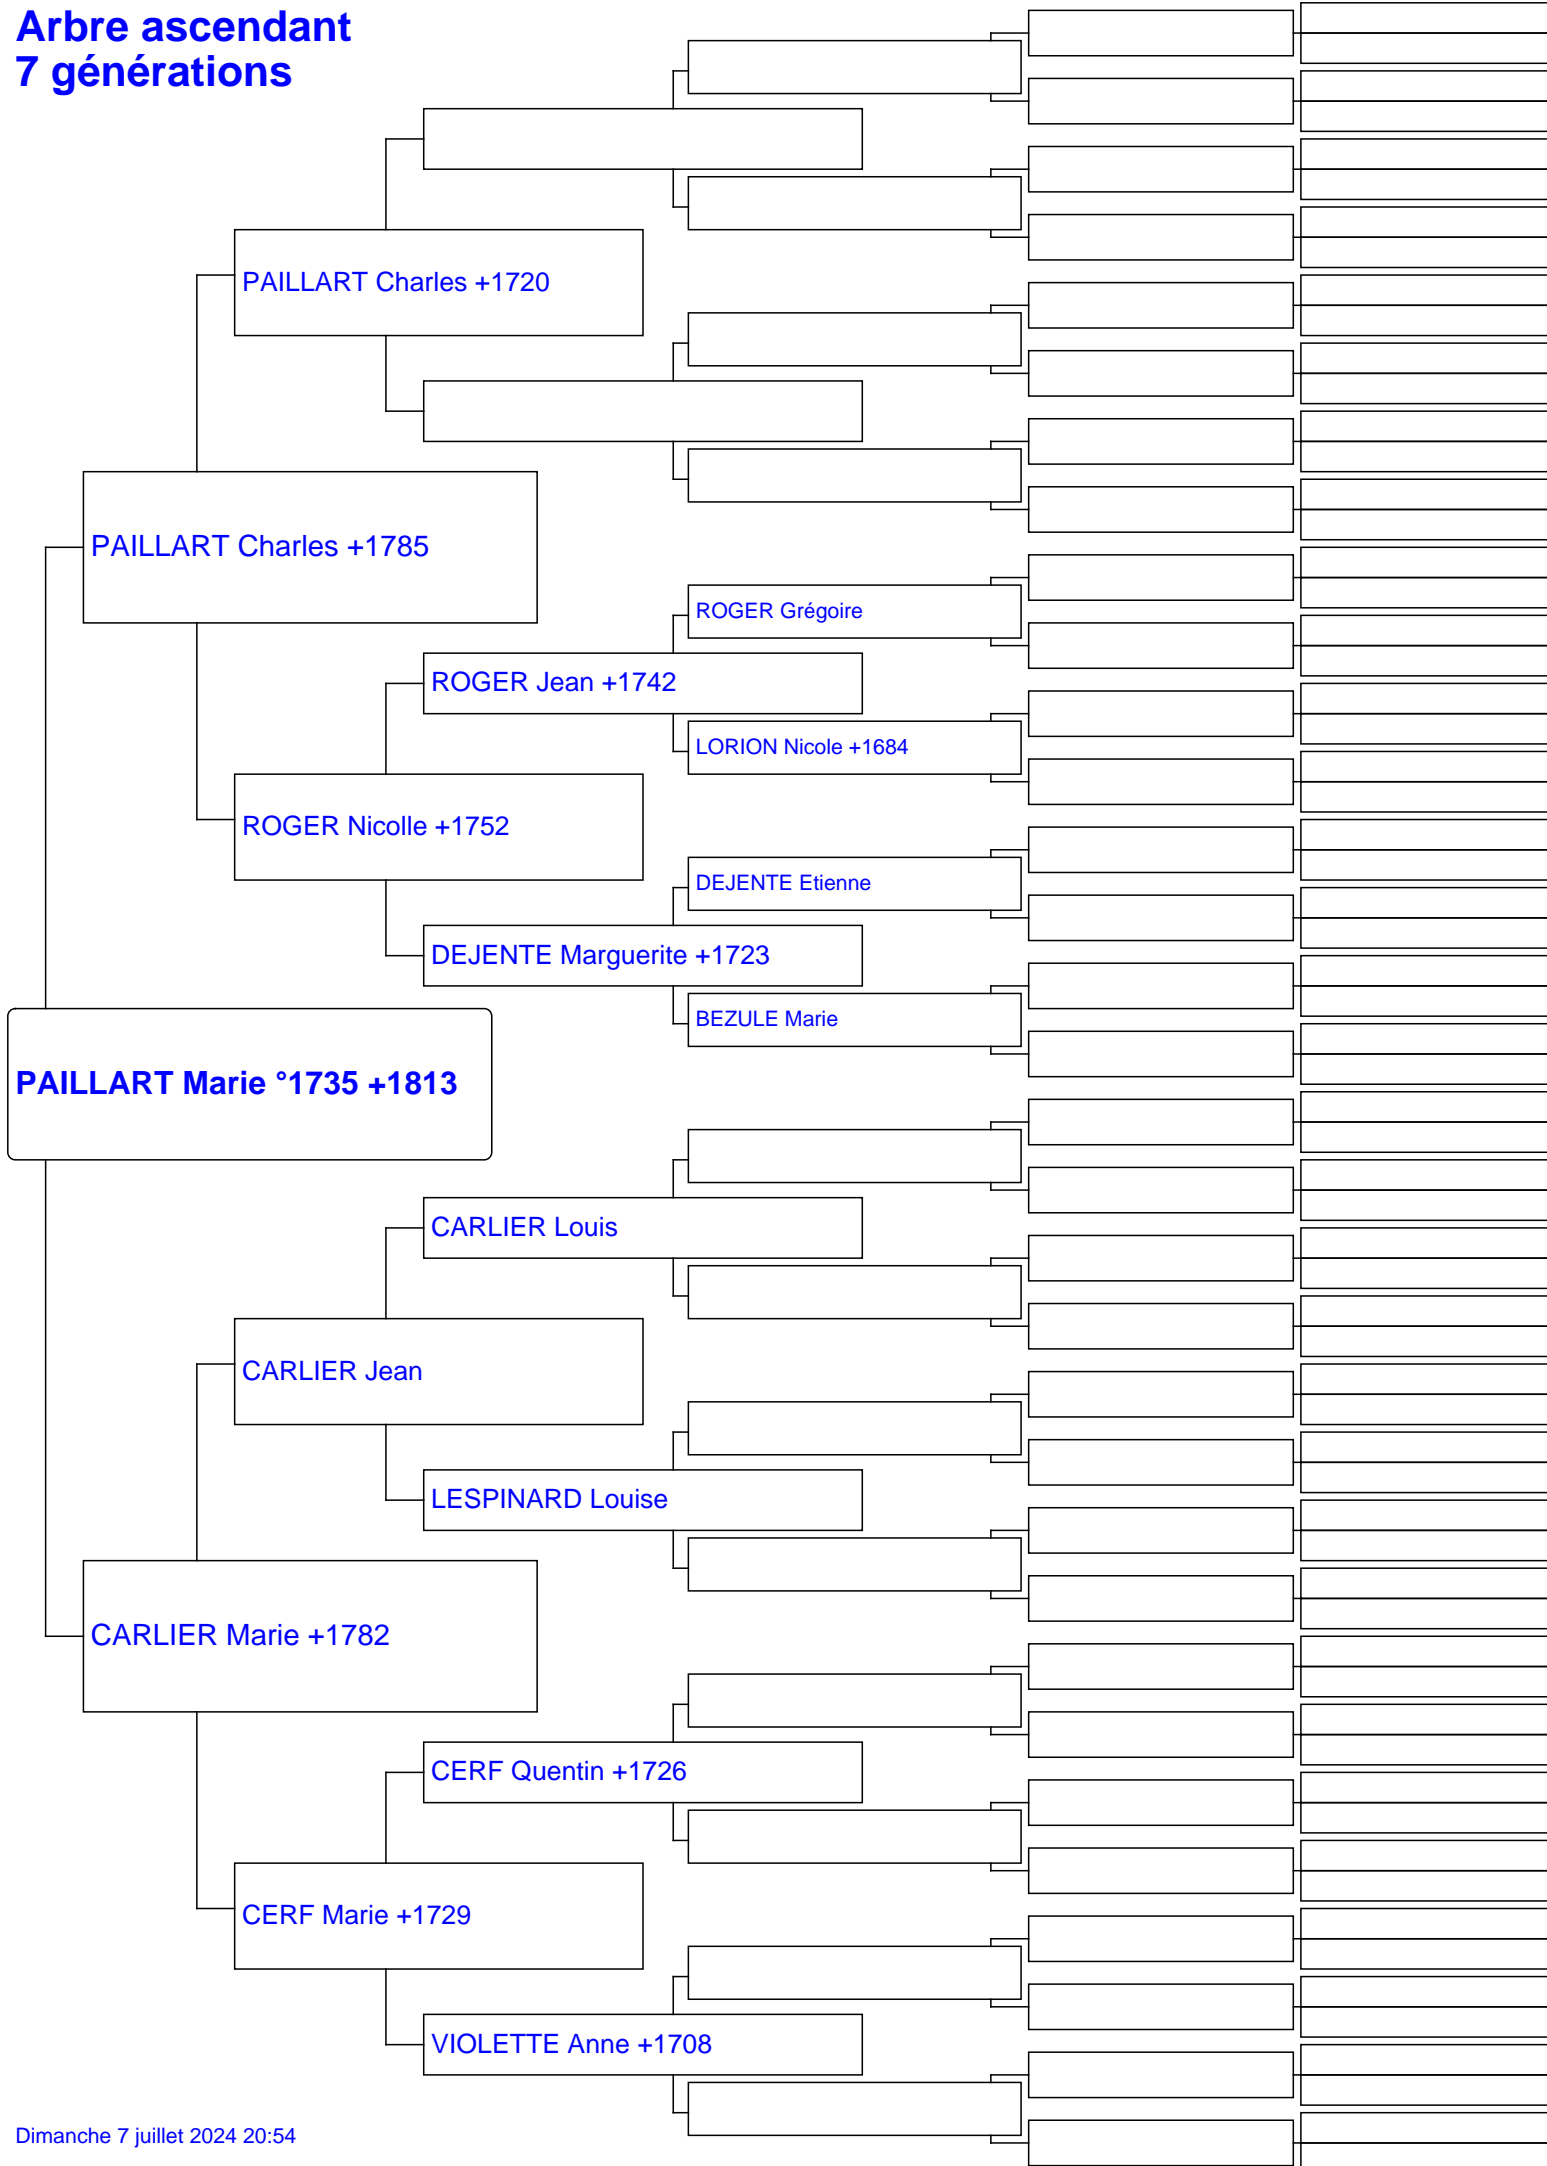 Arbre ascendant
7 générations
PAILLART Charles +1720
PAILLART Charles +1785
ROGER Grégoire
ROGER Jean +1742
LORION Nicole +1684
ROGER Nicolle +1752
DEJENTE Etienne
DEJENTE Marguerite +1723
BEZULE Marie
PAILLART Marie °1735 +1813
CARLIER Louis
CARLIER Jean
LESPINARD Louise
CARLIER Marie +1782
CERF Quentin +1726
CERF Marie +1729
VIOLETTE Anne +1708
Dimanche 7 juillet 2024 20:54